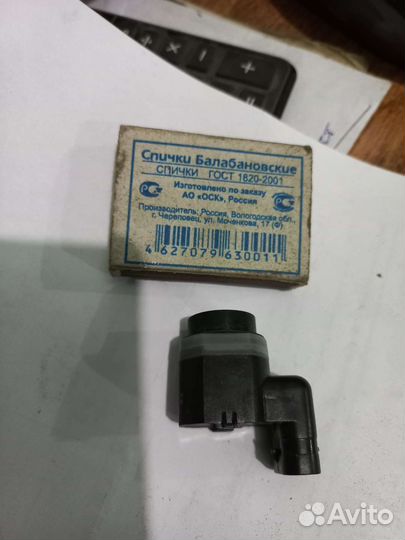 Спички Балабановские
СПИЧКИ ГОСТ 1820-2001
Изготовлено по заказу
АО «ОСК», Россия
Производитель: Россия, Вологодская обл.,
г. Череповец, ул. Моченкова, 17 (Ф)
4 627079 630011
Avito